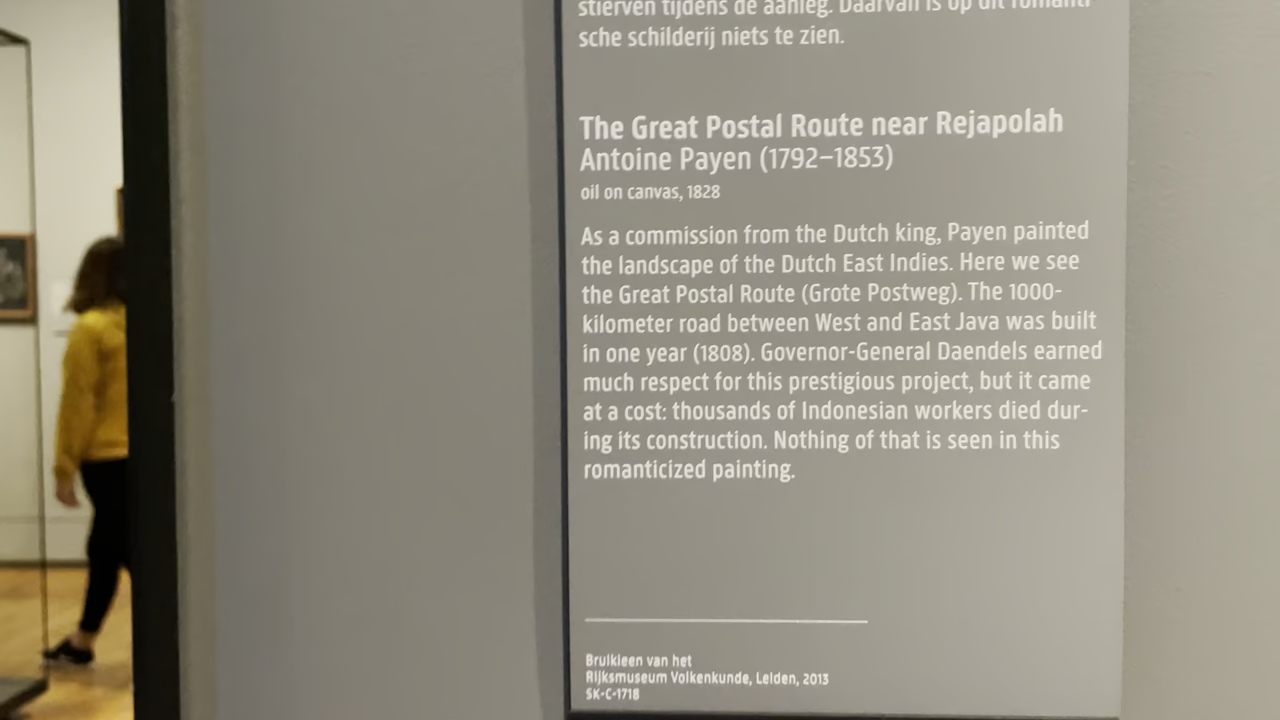 stierven tijdens de aanleg. Daarvan is op dit romanti-
sche schilderij niets te zien.
The Great Postal Route near Rejapolah
Antoine Payen (1792–1853)
oil on canvas, 1828
As a commission from the Dutch king, Payen painted
the landscape of the Dutch East Indies. Here we see
the Great Postal Route (Grote Postweg). The 1000-
kilometer road between West and East Java was built
in one year (1808). Governor-General Daendels earned
much respect for this prestigious project, but it came
at a cost: thousands of Indonesian workers died dur-
ing its construction. Nothing of that is seen in this
romanticized painting.
Bruikleen van het
Rijksmuseum Volkenkunde, Leiden, 2013
SK-C-1718